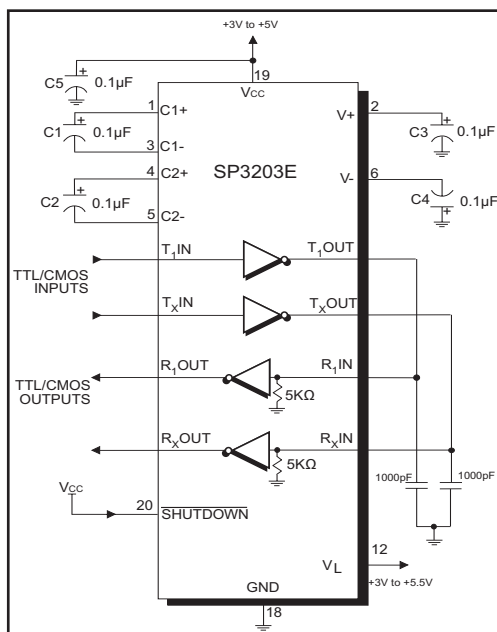 +3V to +5V
19
VCC
C5
+
0.1µF
1
C1+
C1
+
0.1µF
3
C1-
4
C2+
C2
+
0.1µF
5
C2-
SP3203E
V+
2
C3
+
0.1µF
V-
6
C4
+
0.1µF
TTL/CMOS
INPUTS
T1IN
T1OUT
TXIN
TXOUT
TTL/CMOS
OUTPUTS
R1OUT
R1IN
5KΩ
RXOUT
RXIN
5KΩ
1000pF
1000pF
VCC
20
SHUTDOWN
VL
12
+3V to +5.5V
GND
18